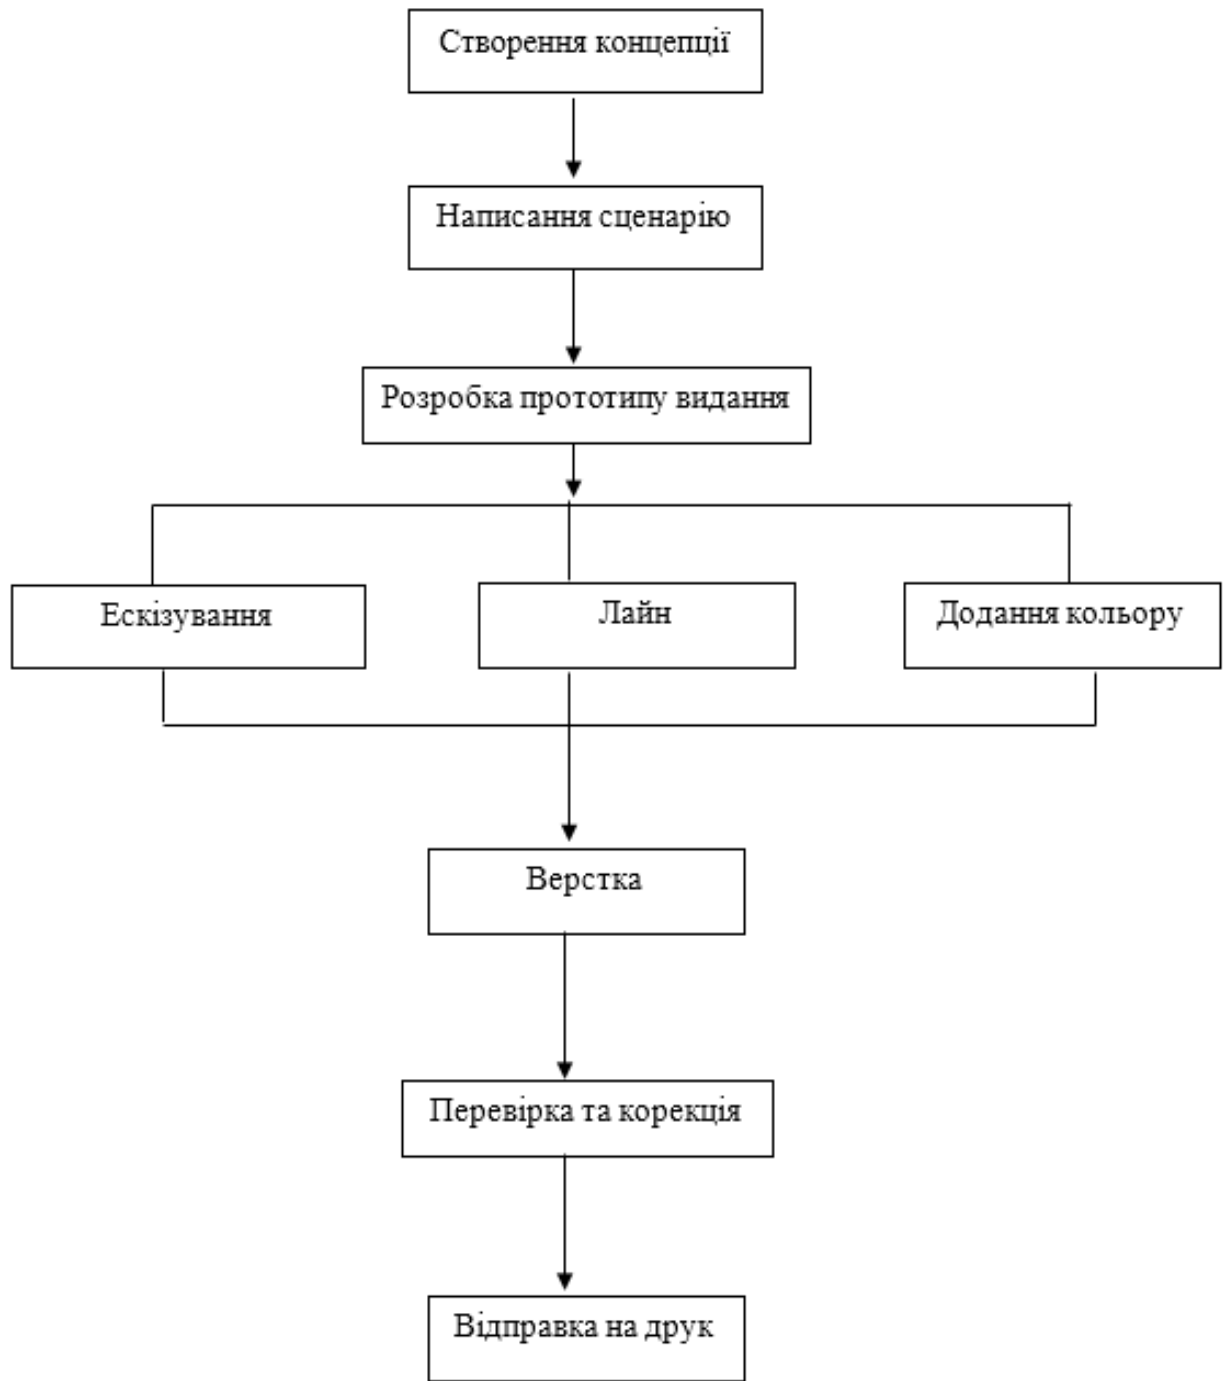 Створення концепції
Написання сценарію
Розробка прототипу видання
Ескізування
Лайн
Додання кольору
Верстка
Перевірка та корекція
Відправка на друк